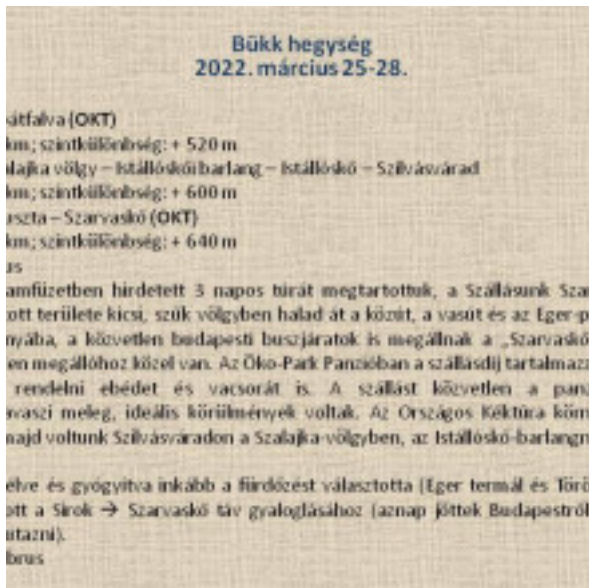 Bükk hegység
2022. március 25-28.
átfalva (OKT)
km; szintkülönbség: + 520 m
alajka völgy – Istállóskői barlang – Istállóskő – Szilvásvárad
km; szintkülönbség: + 600 m
uszta – Szarvaskő (OKT)
km; szintkülönbség: + 640 m
us
amfüzetben hirdetett 3 napos túrát megtartottuk, a Szállásunk Szar
ott területe kicsi, szűk völgyben halad át a közút, a vasút és az Eger-p
nyába, a közvetlen budapesti buszjáratok is megállnak a „Szarvaskő
en megállóhoz közel van. Az Öko-Park Panzióban a szállásdíj tartalmazz
rendelni ebédet és vacsorát is. A szállást közvetlen a panz
avaszi meleg, ideális körülmények voltak. Az Országos Kéktúra köm
majd voltunk Szilvásváradon a Szalajka-völgyben, az Istállóskő-barlangn
elve és gyógyítva inkább a fürdőzést választotta (Eger termál és Törö
ott a Sirok → Szarvaskő táv gyaloglásához (aznap jöttek Budapestről
utazni).
brus